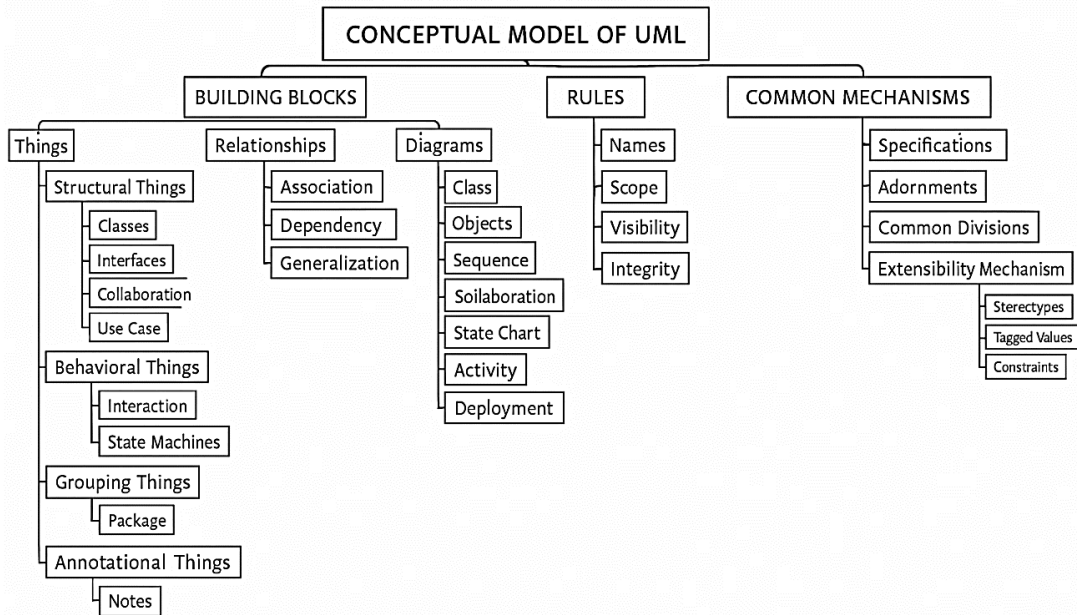 CONCEPTUAL MODEL OF UML
BUILDING BLOCKS
RULES
COMMON MECHANISMS
Things
Relationships
Diagrams
Structural Things
Classes
Interfaces
Collaboration
Use Case
Behavioral Things
Interaction
State Machines
Grouping Things
Package
Annotational Things
Notes
Association
Dependency
Generalization
Class
Objects
Sequence
Soilaboration
State Chart
Activity
Deployment
Names
Scope
Visibility
Integrity
Specifications
Adornments
Common Divisions
Extensibility Mechanism
Sterectypes
Tagged Values
Constraints